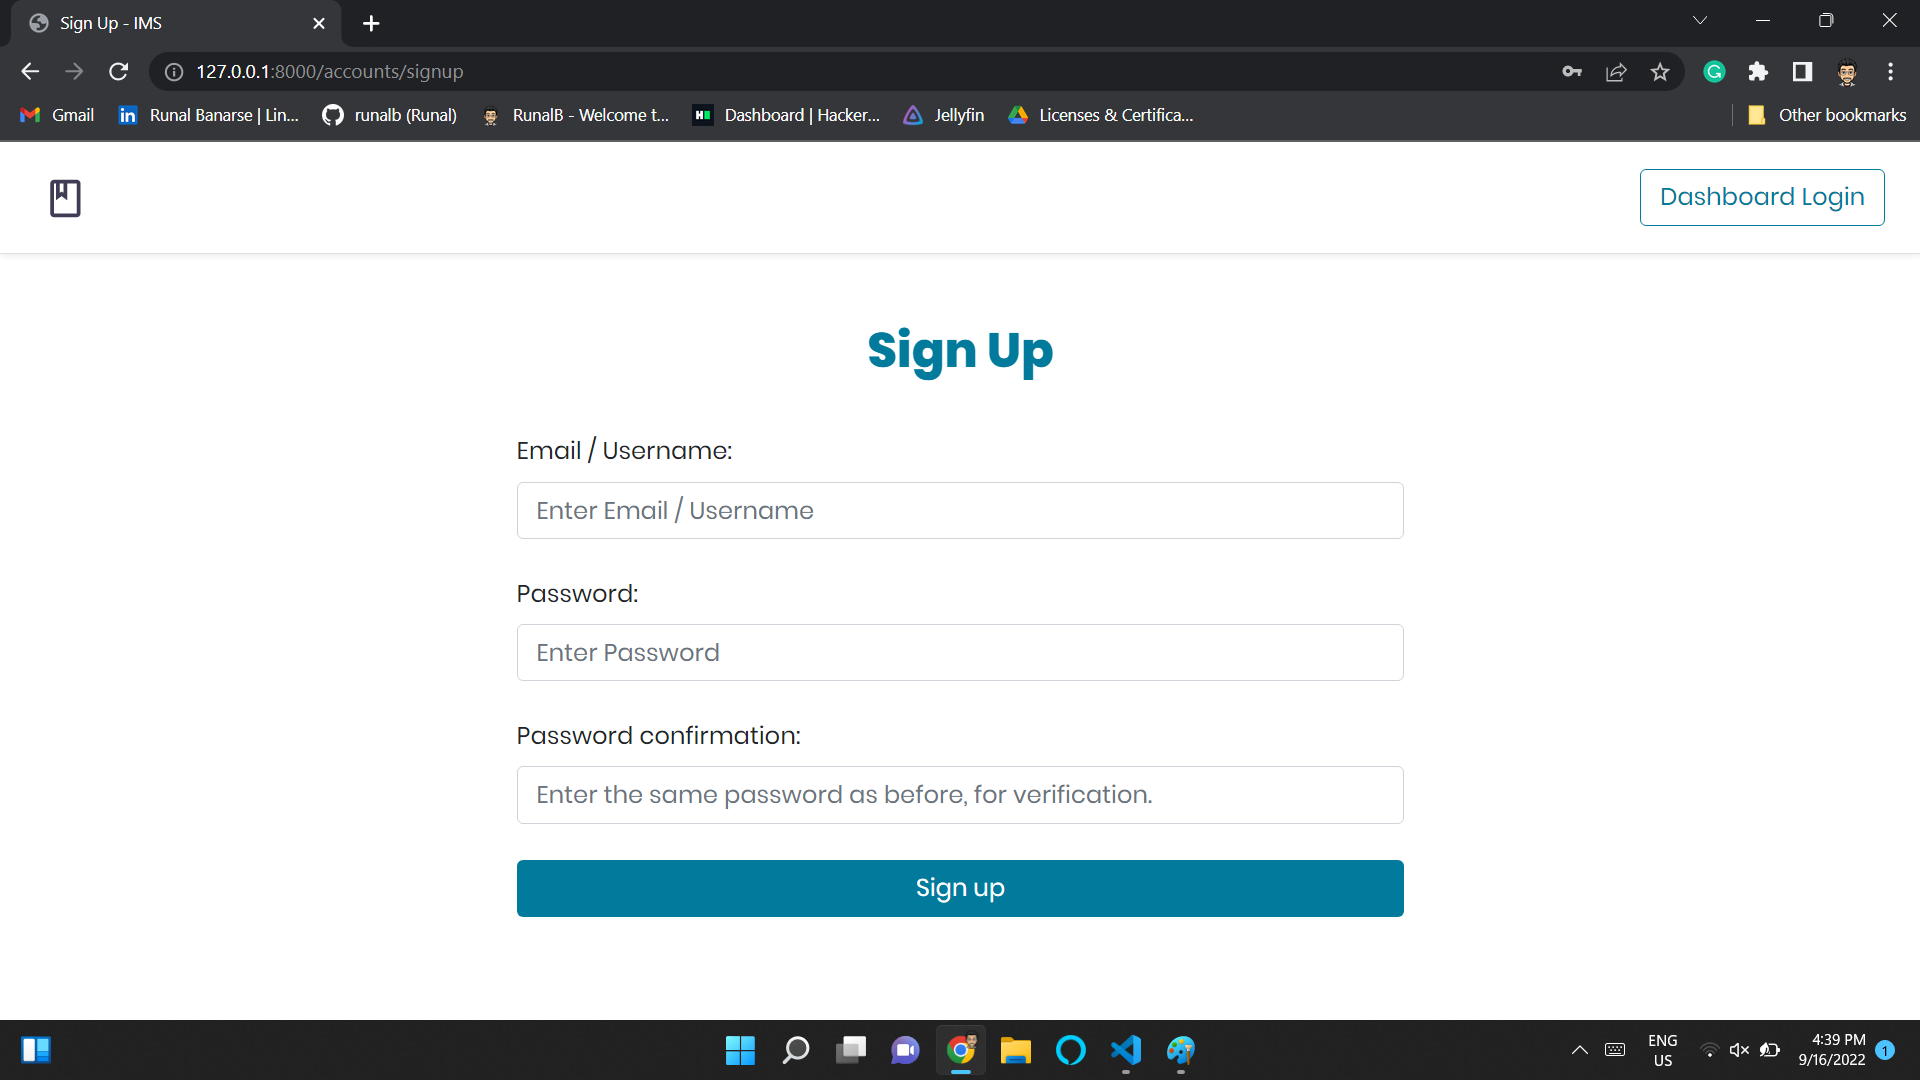 Sign Up - IMS
127.0.0.1:8000/accounts/signup
Gmail
Runal Banarse | Lin...
runalb (Runal)
RunalB - Welcome t...
Dashboard | Hacker...
Jellyfin
Licenses & Certifica...
Other bookmarks
Dashboard Login
Sign Up
Email / Username:
Enter Email / Username
Password:
Enter Password
Password confirmation:
Enter the same password as before, for verification.
Sign up
ENG
US
4:39 PM
9/16/2022
1